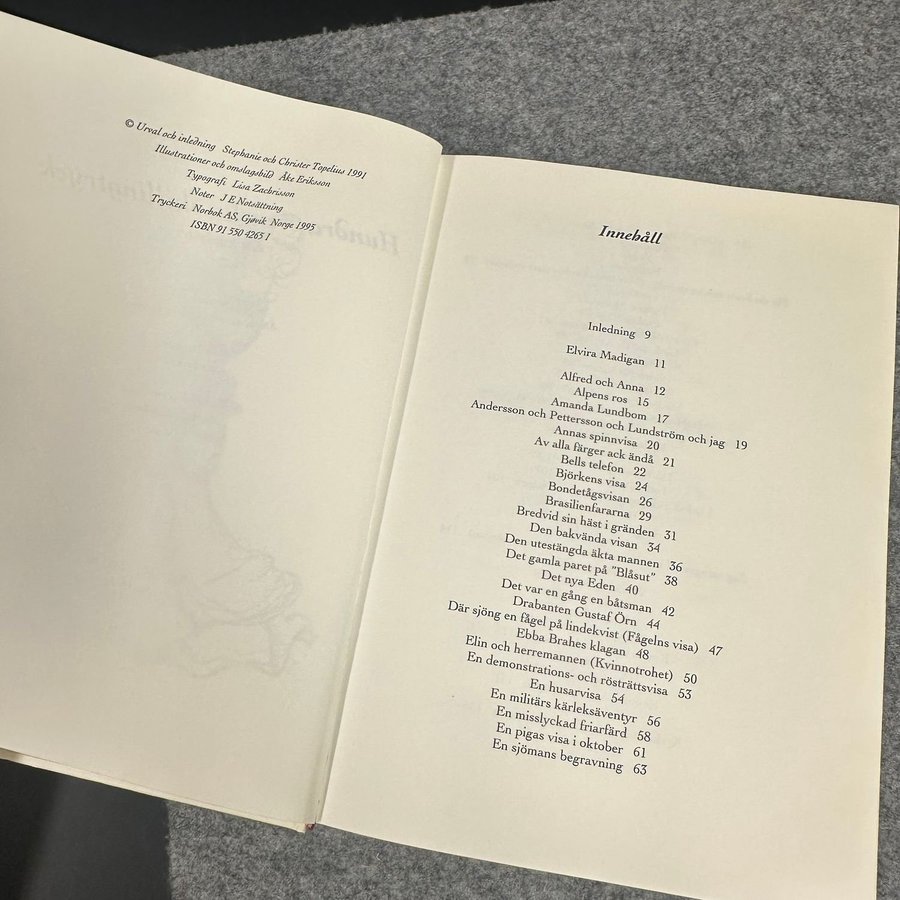 © Urval och inledning Stephanie och Christer Topelius 1991
Illustrationer och omslagsbild Åke Eriksson
Typografi Lisa Zachrisson
Noter J E Notsättning
Tryckeri Norbok AS, Gjøvik Norge 1995
ISBN 91 550 4265 1
Innehåll
Inledning 9
Elvira Madigan 11
Alfred och Anna 12
Alpens ros 15
Amanda Lundbom 17
Andersson och Pettersson och Lundström och jag 19
Annas spinnvisa 20
Av alla färger ack ändå 21
Bells telefon 22
Björkens visa 24
Bondetågsvisan 26
Brasilienfararna 29
Bredvid sin häst i gränden 31
Den bakvända visan 34
Den utestängda äkta mannen 36
Det gamla paret på "Blåsut" 38
Det nya Eden 40
Det var en gång en båtsman 42
Drabanten Gustaf Örn 44
Där sjöng en fågel på lindekvist (Fågelns visa) 47
Ebba Brahes klagan 48
Elin och herremannen (Kvinnotrohet) 50
En demonstrations- och rösträttsvisa 53
En husarvisa 54
En militärs kärleksäventyr 56
En misslyckad friarfärd 58
En pigas visa i oktober 61
En sjömans begravning 63